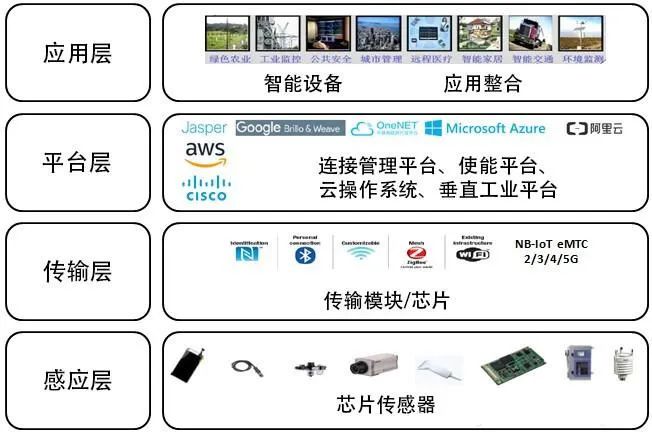 应用层
绿色农业 工业监控 公共安全 城市管理 远程医疗 智能家居 智能交通 环境监测
智能设备 应用整合
平台层
Jasper Google Brillo & Weave OneNET Microsoft Azure 阿里云
aws
CISCO
连接管理平台、使能平台、
云操作系统、垂直工业平台
传输层
Identification Personal connection Customizable Mesh Existing infrastructure
ZigBee WiFi
NB-IoT eMTC
2/3/4/5G
传输模块/芯片
感应层
芯片传感器